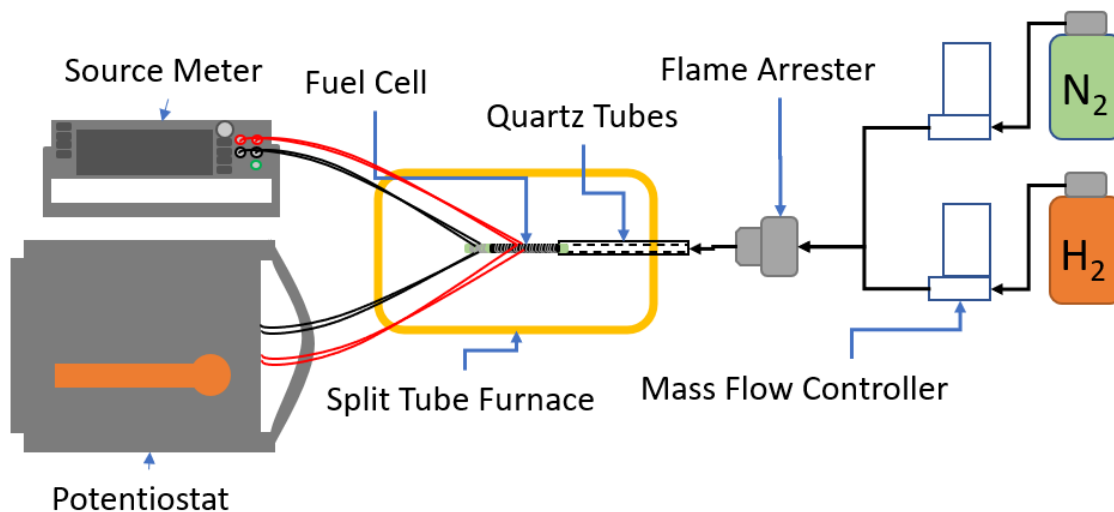 Source Meter
Fuel Cell
Flame Arrester
Quartz Tubes
N2
H2
Split Tube Furnace
Mass Flow Controller
Potentiostat